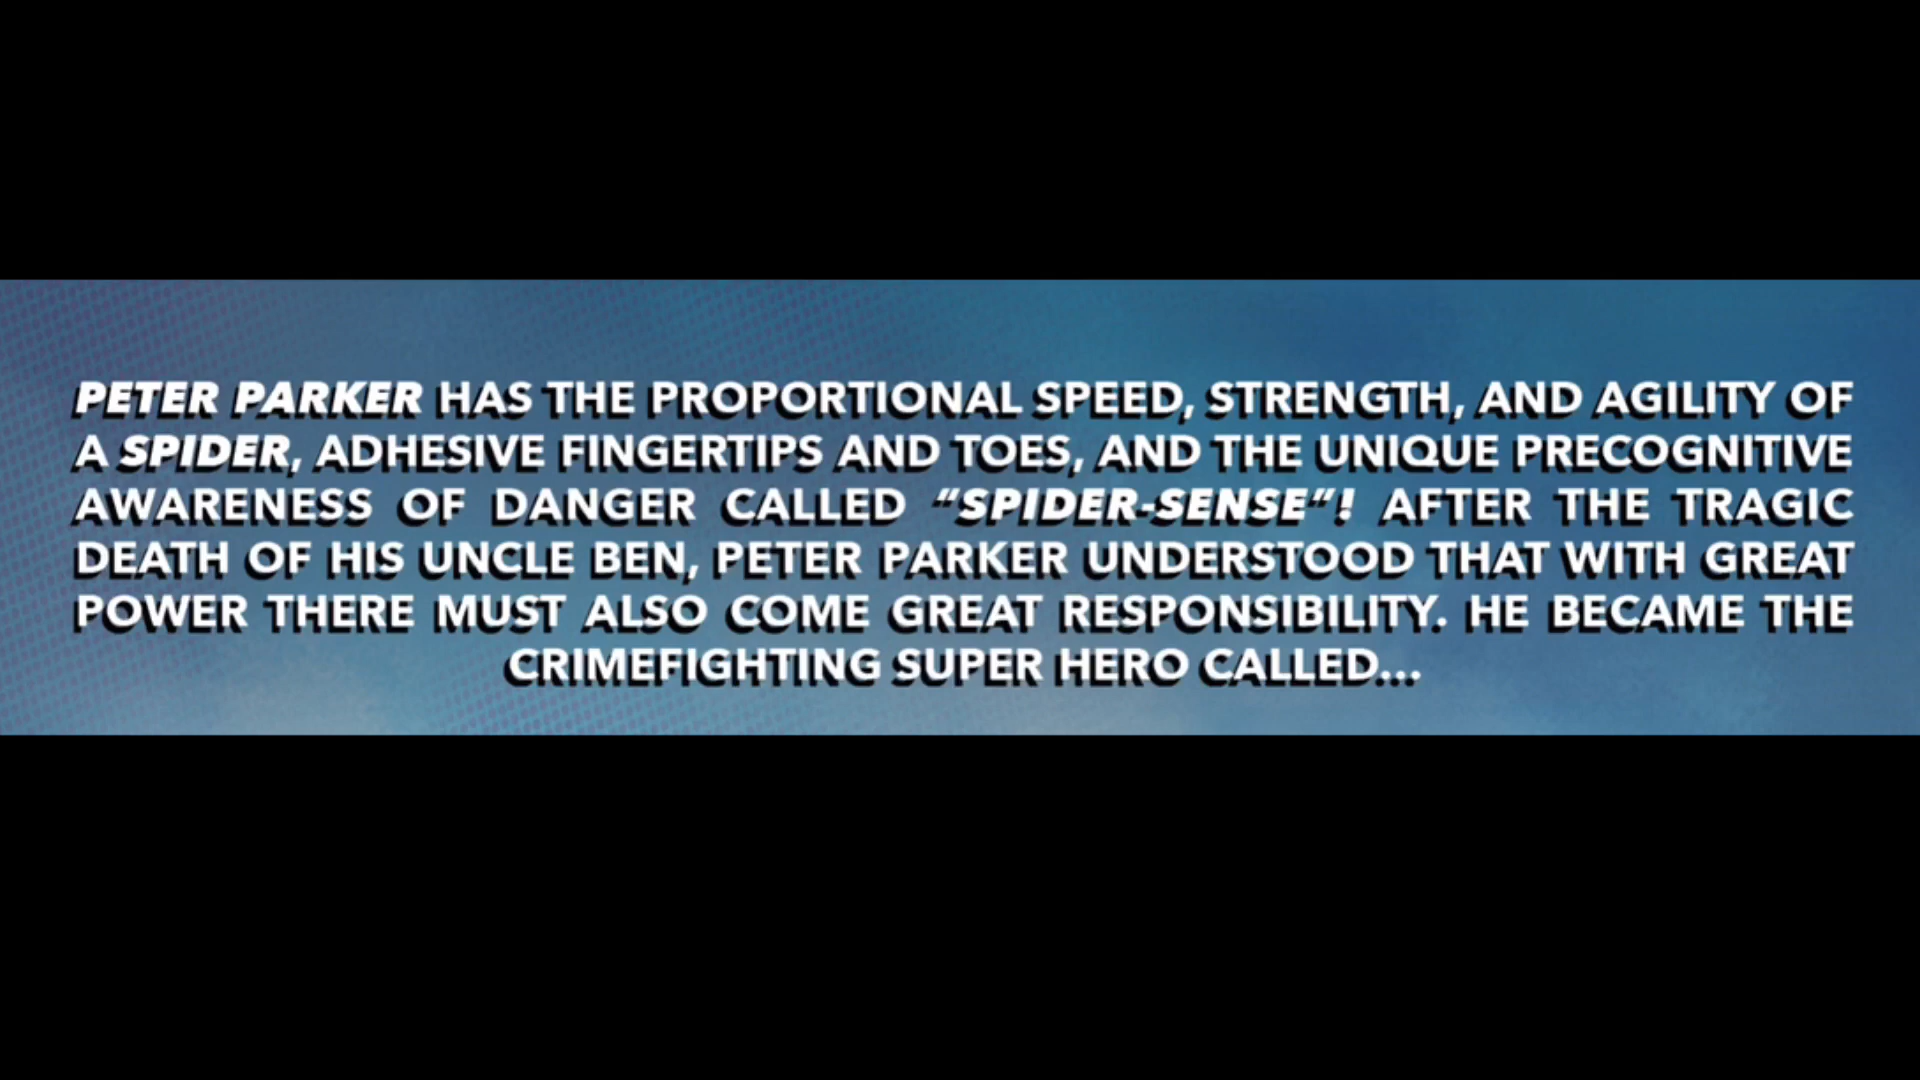 PETER PARKER HAS THE PROPORTIONAL SPEED, STRENGTH, AND AGILITY OF
A SPIDER, ADHESIVE FINGERTIPS AND TOES, AND THE UNIQUE PRECOGNITIVE
AWARENESS OF DANGER CALLED “SPIDER-SENSE”! AFTER THE TRAGIC
DEATH OF HIS UNCLE BEN, PETER PARKER UNDERSTOOD THAT WITH GREAT
POWER THERE MUST ALSO COME GREAT RESPONSIBILITY. HE BECAME THE
CRIMEFIGHTING SUPER HERO CALLED...